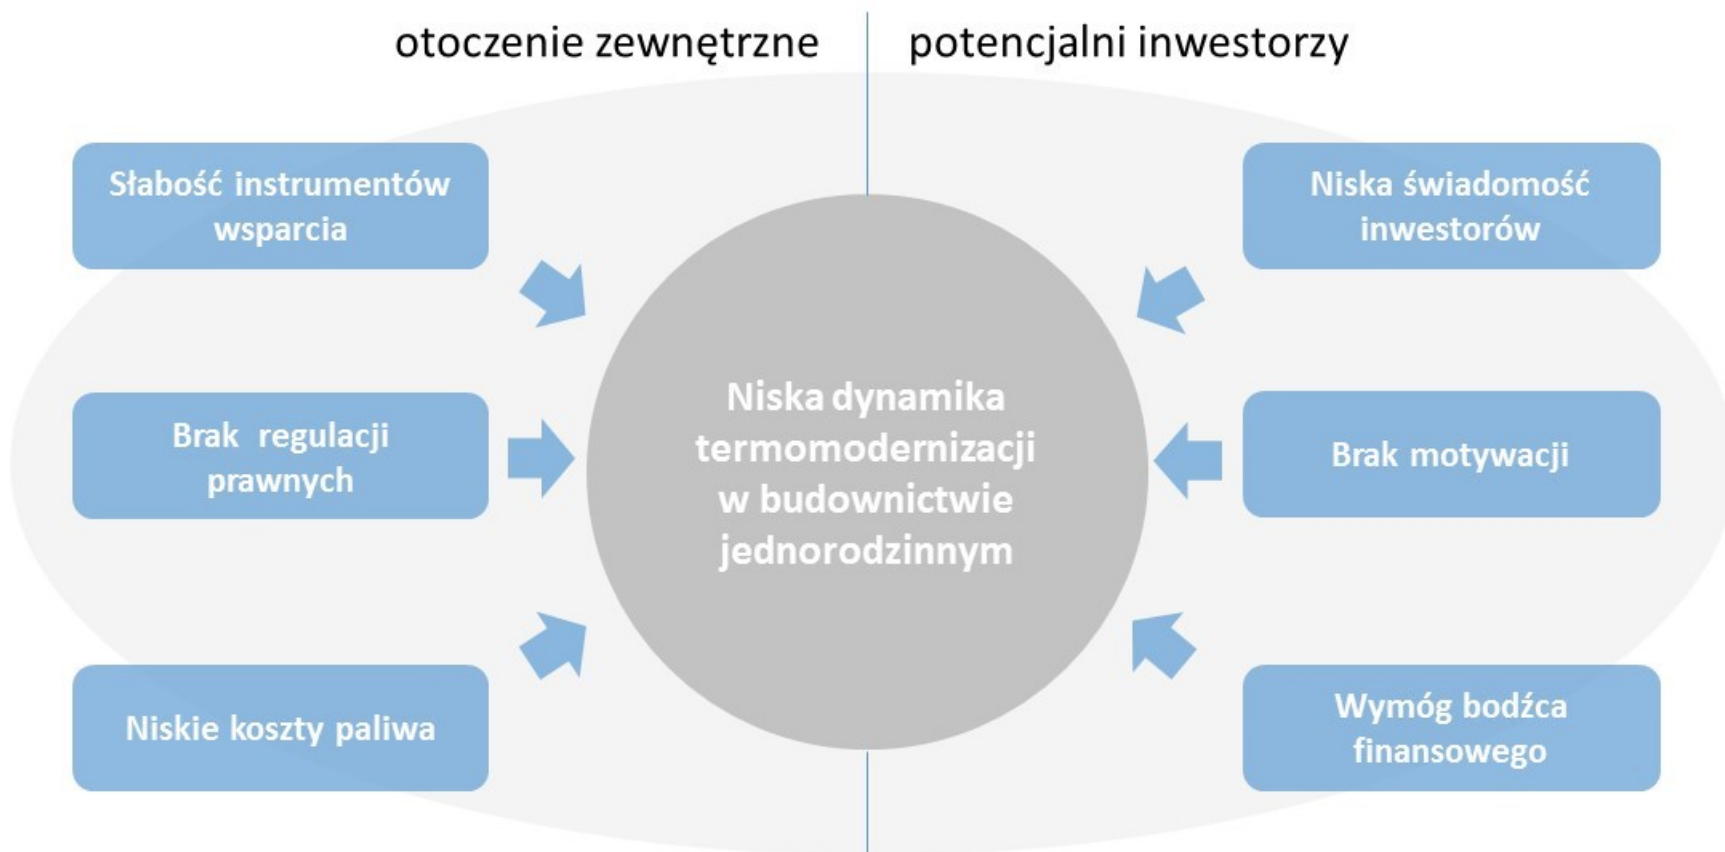 otoczenie zewnętrzne
potencjalni inwestorzy
Słabość instrumentów
wsparcia
Brak regulacji
prawnych
Niskie koszty paliwa
Niska dynamika
termomodernizacji
w budownictwie
jednorodzinnym
Niska świadomość
inwestorów
Brak motywacji
Wymóg bodźca
finansowego